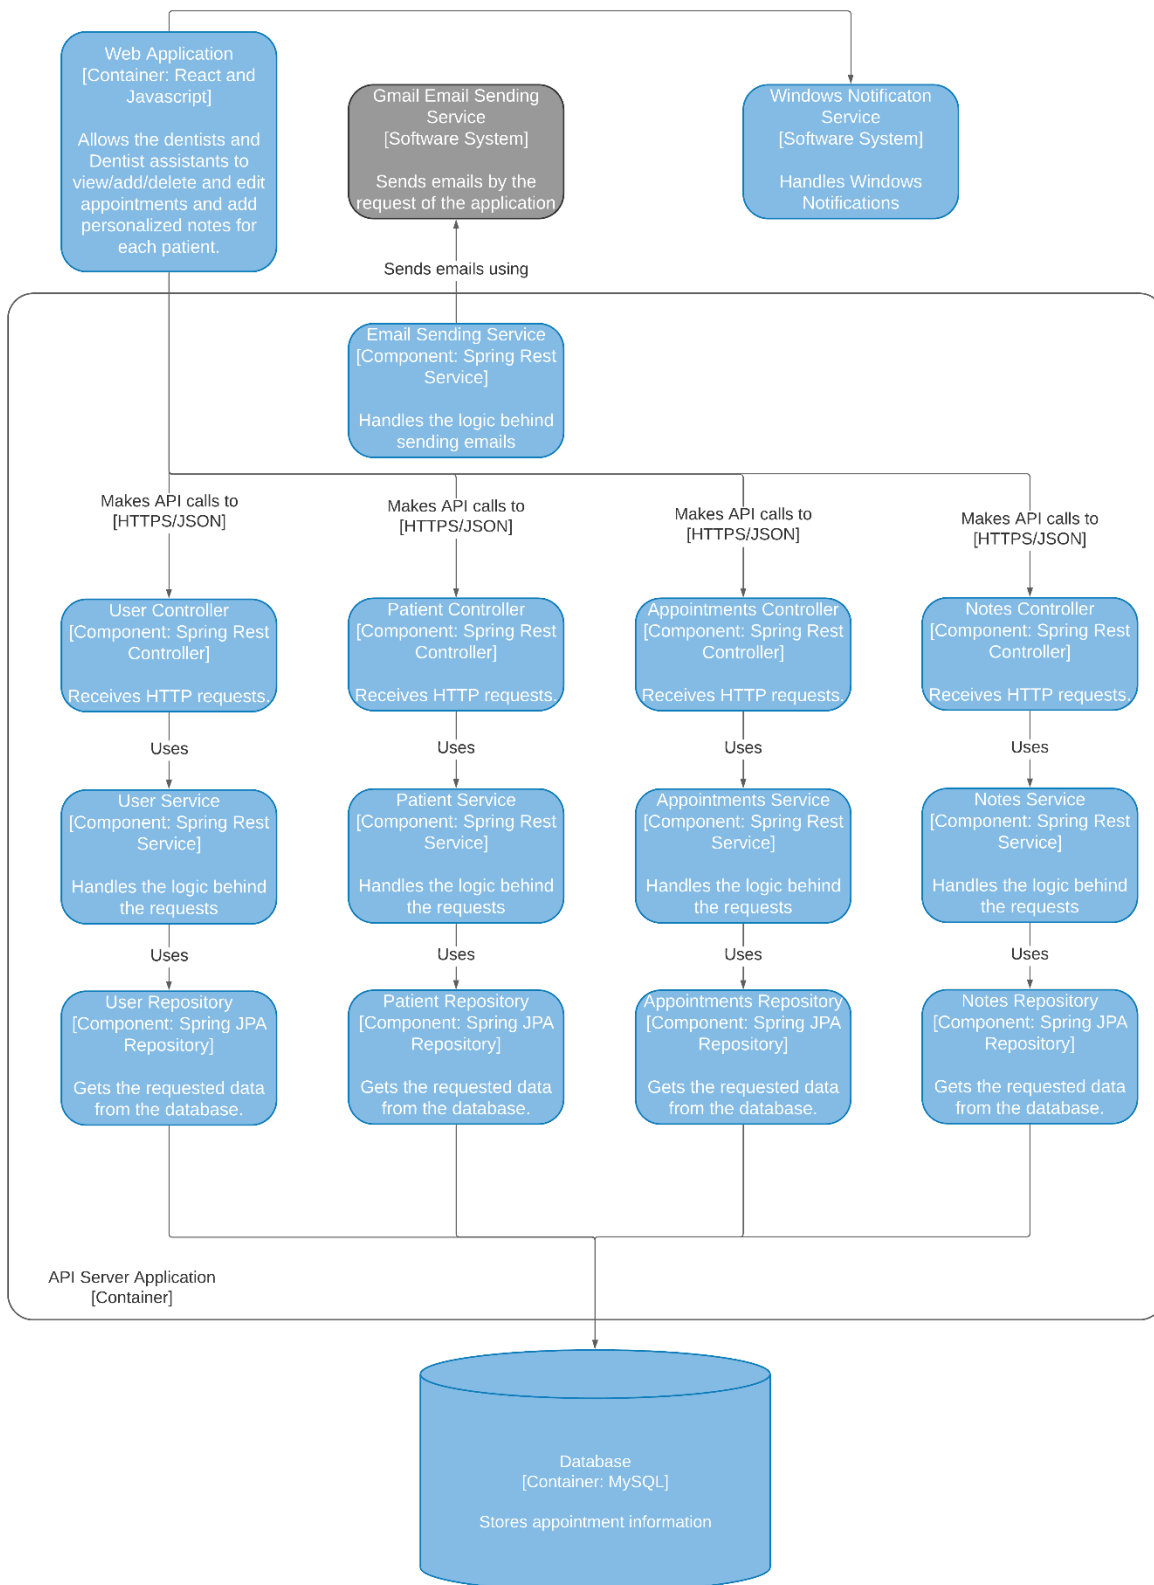 Web Application
[Container: React and
Javascript]
Allows the dentists and
Dentist assistants to
view/add/delete and edit
appointments and add
personalized notes for
each patient.
Gmail Email Sending
Service
[Software System]
Sends emails by the
request of the application
Windows Notificaton
Service
[Software System]
Handles Windows
Notifications
Sends emails using
Email Sending Service
[Component: Spring Rest
Service]
Handles the logic behind
sending emails
Makes API calls to
[HTTPS/JSON]
Makes API calls to
[HTTPS/JSON]
Makes API calls to
[HTTPS/JSON]
Makes API calls to
[HTTPS/JSON]
User Controller
[Component: Spring Rest
Controller]
Receives HTTP requests.
Patient Controller
[Component: Spring Rest
Controller]
Receives HTTP requests.
Appointments Controller
[Component: Spring Rest
Controller]
Receives HTTP requests.
Notes Controller
[Component: Spring Rest
Controller]
Receives HTTP requests.
Uses
Uses
Uses
Uses
User Service
[Component: Spring Rest
Service]
Handles the logic behind
the requests
Patient Service
[Component: Spring Rest
Service]
Handles the logic behind
the requests
Appointments Service
[Component: Spring Rest
Service]
Handles the logic behind
the requests
Notes Service
[Component: Spring Rest
Service]
Handles the logic behind
the requests
Uses
Uses
Uses
Uses
User Repository
[Component: Spring JPA
Repository]
Gets the requested data
from the database.
Patient Repository
[Component: Spring JPA
Repository]
Gets the requested data
from the database.
Appointments Repository
[Component: Spring JPA
Repository]
Gets the requested data
from the database.
Notes Repository
[Component: Spring JPA
Repository]
Gets the requested data
from the database.
API Server Application
[Container]
Database
[Container: MySQL]
Stores appointment information